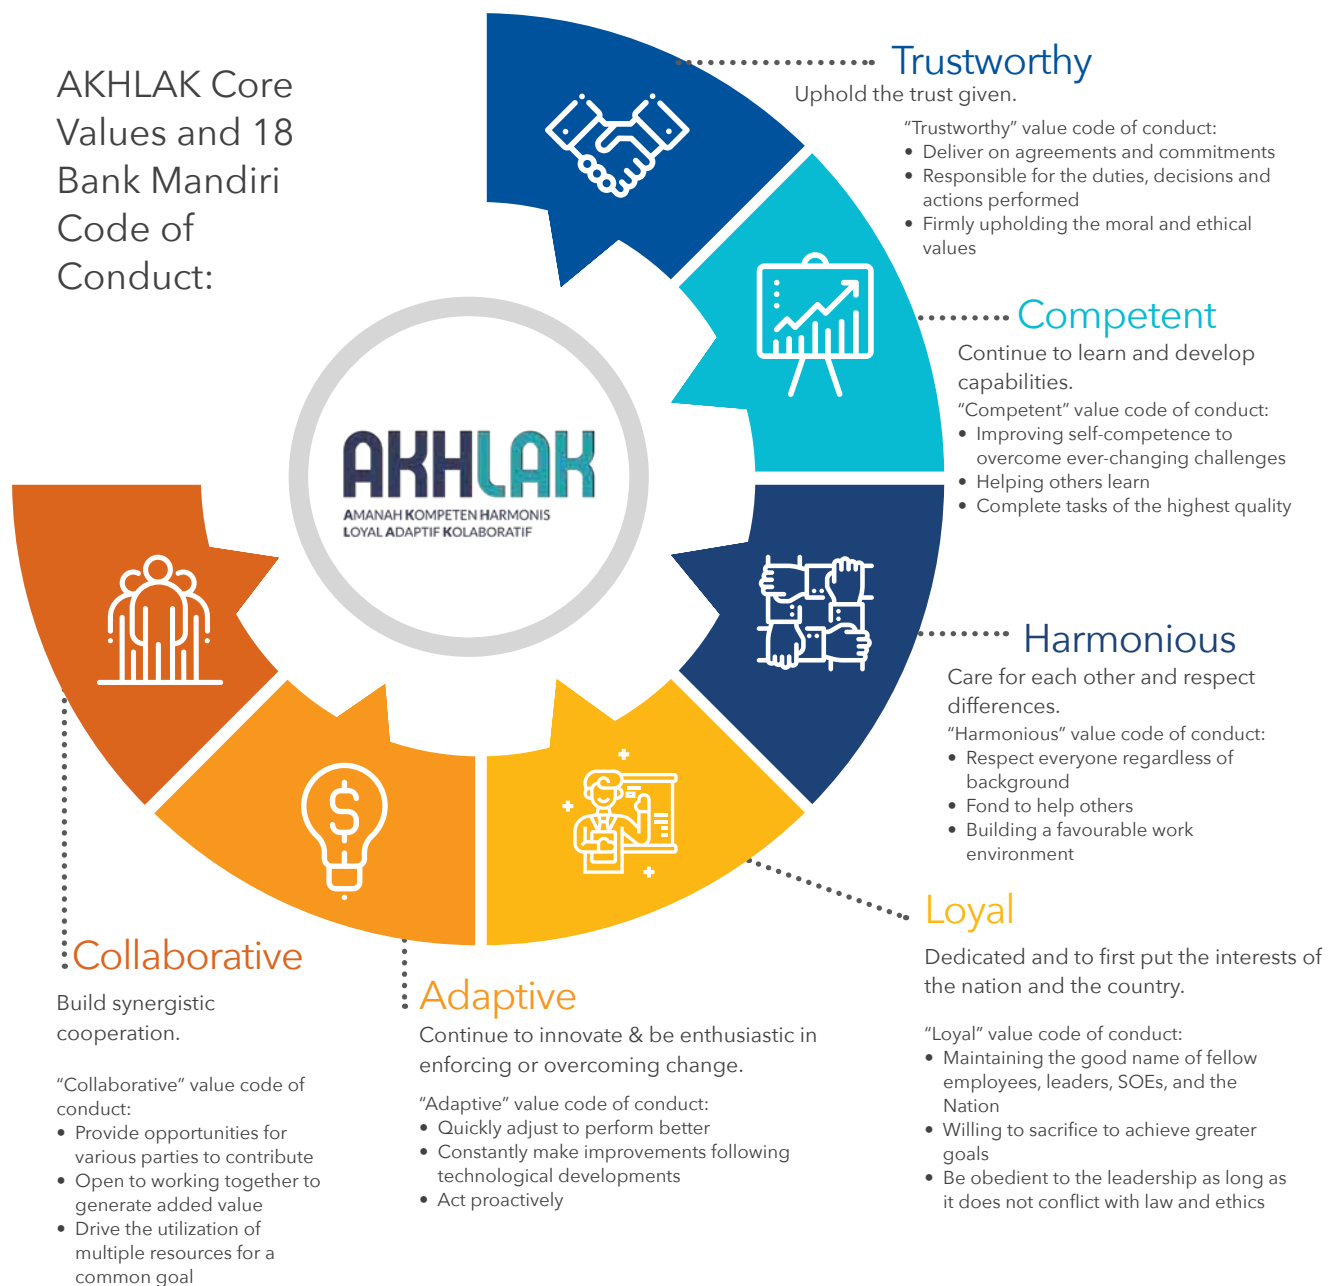 AKHLAK Core
Values and 18
Bank Mandiri
Code of
Conduct:
Trustworthy
Uphold the trust given.
“Trustworthy” value code of conduct:
• Deliver on agreements and commitments
• Responsible for the duties, decisions and
actions performed
• Firmly upholding the moral and ethical
values
Competent
Continue to learn and develop
capabilities.
“Competent” value code of conduct:
• Improving self-competence to
overcome ever-changing challenges
• Helping others learn
• Complete tasks of the highest quality
AKHLAK
AMANAH KOMPETEN HARMONIS
LOYAL ADAPTIF KOLABORATIF
Harmonious
Care for each other and respect
differences.
“Harmonious” value code of conduct:
• Respect everyone regardless of
background
• Fond to help others
• Building a favourable work
environment
Loyal
Dedicated and to first put the interests of
the nation and the country.
“Loyal” value code of conduct:
• Maintaining the good name of fellow
employees, leaders, SOEs, and the
Nation
• Willing to sacrifice to achieve greater
goals
• Be obedient to the leadership as long as
it does not conflict with law and ethics
Adaptive
Continue to innovate & be enthusiastic in
enforcing or overcoming change.
“Adaptive” value code of conduct:
• Quickly adjust to perform better
• Constantly make improvements following
technological developments
• Act proactively
Collaborative
Build synergistic
cooperation.
“Collaborative” value code of
conduct:
• Provide opportunities for
various parties to contribute
• Open to working together to
generate added value
• Drive the utilization of
multiple resources for a
common goal
$